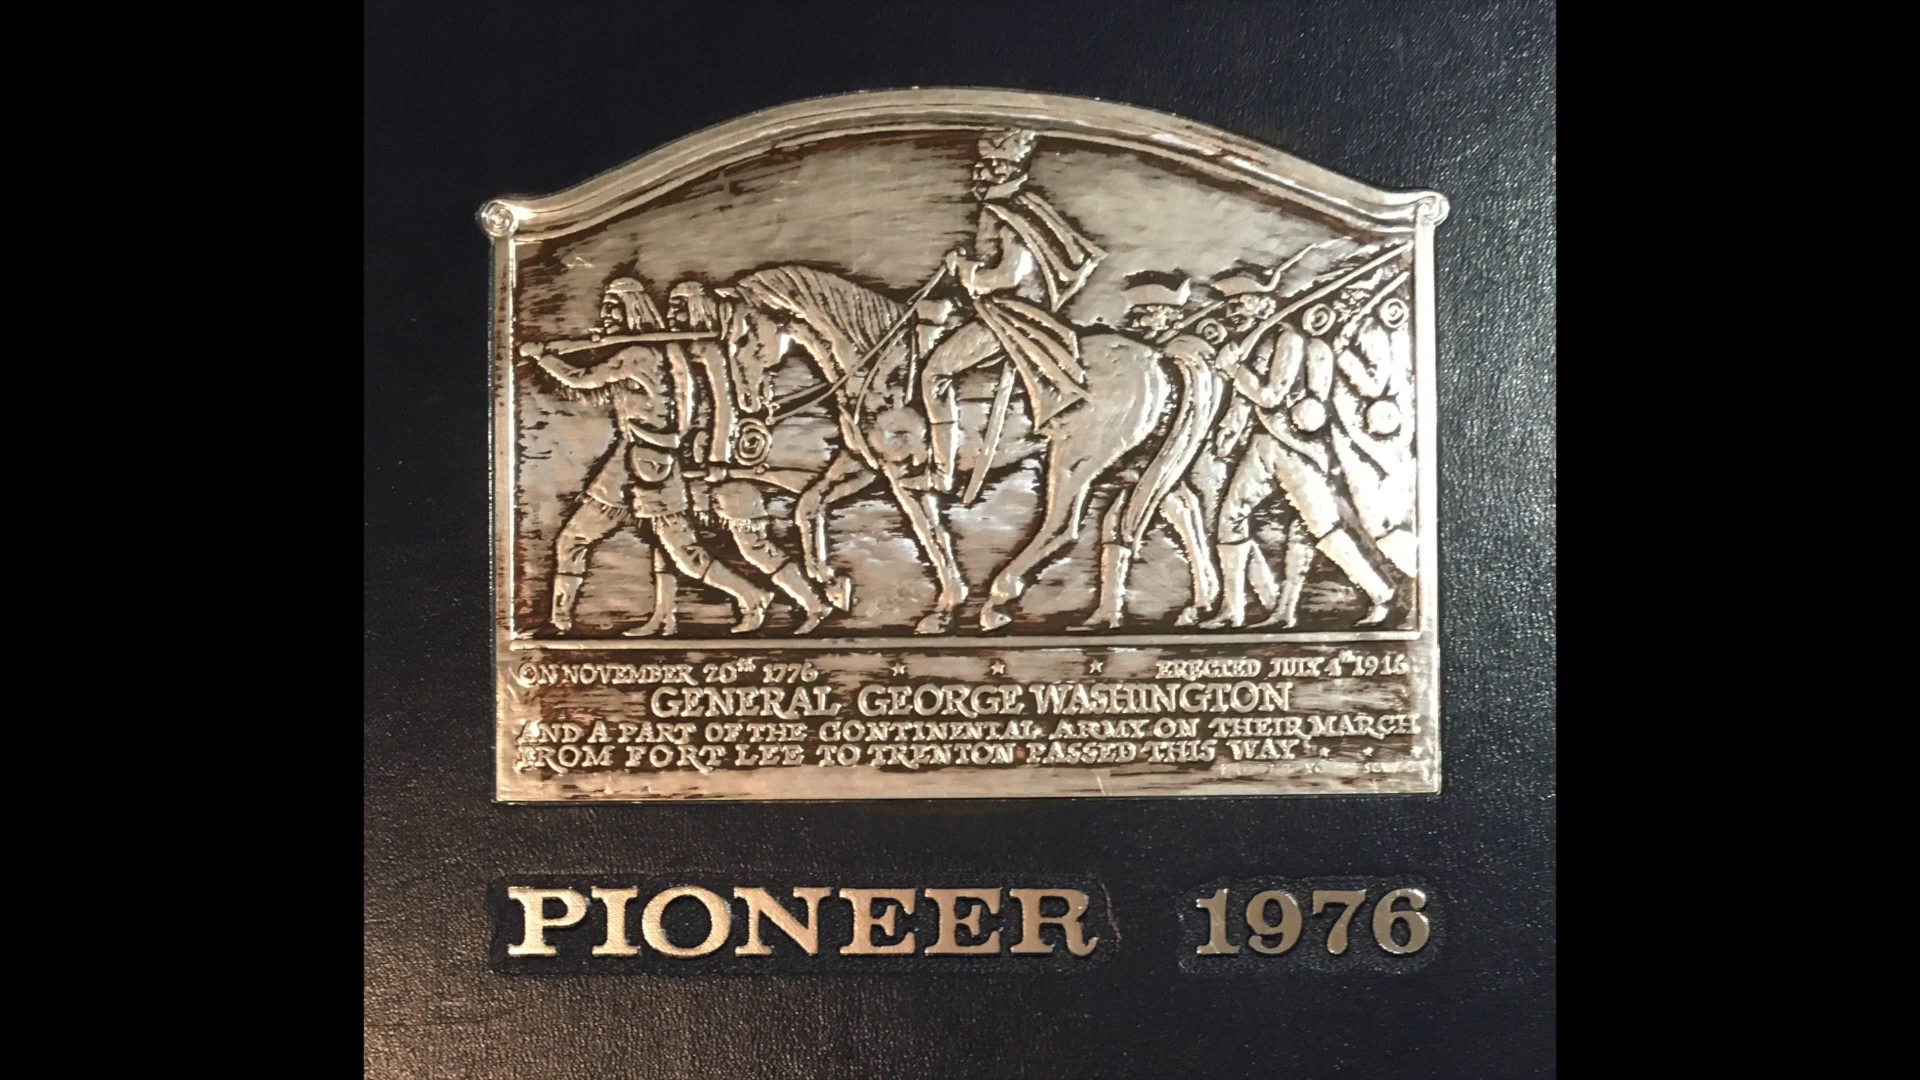 ON NOVEMBER 20th 1776 ERECTED JULY 4th 1916
GENERAL GEORGE WASHINGTON
AND A PART OF THE CONTINENTAL ARMY ON THEIR MARCH
FROM FORT LEE TO TRENTON PASSED THIS WAY
PIONEER 1976